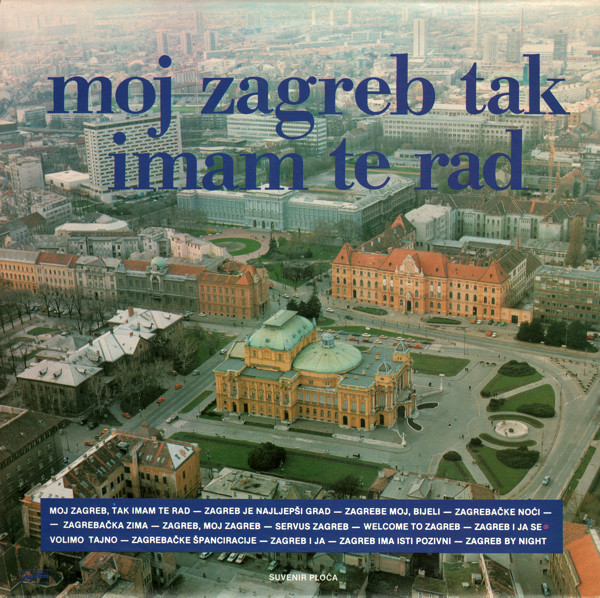 moj zagreb tak
imam te rad
MOJ ZAGREB, TAK IMAM TE RAD — ZAGREB JE NAJLJEPŠI GRAD — ZAGREBE MOJ, BIJELI — ZAGREBAČKE NOĆI —
— ZAGREBAČKA ZIMA — ZAGREB, MOJ ZAGREB — SERVUS ZAGREB — WELCOME TO ZAGREB — ZAGREB I JA SE
VOLIMO TAJNO — ZAGREBAČKE ŠPANCIRACIJE — ZAGREB I JA — ZAGREB IMA ISTI POZIVNI — ZAGREB BY NIGHT
SUVENIR PLOČA